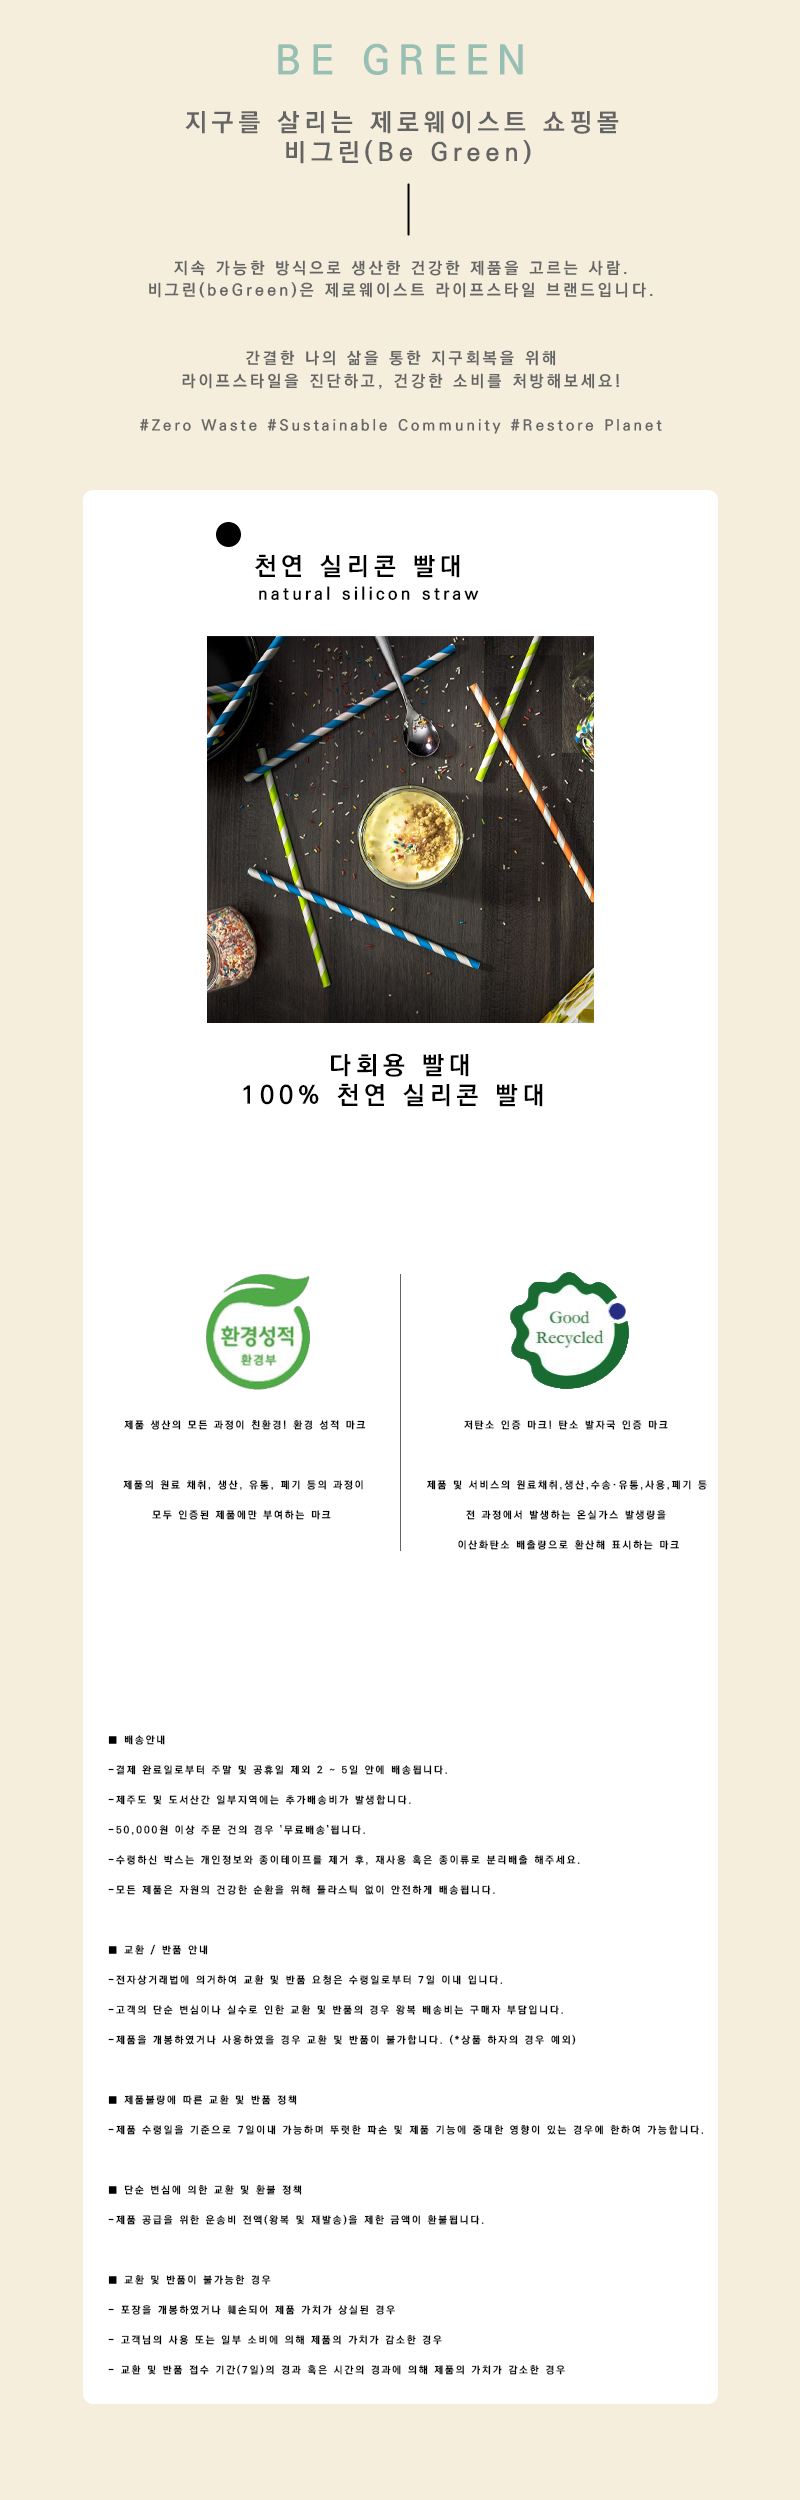 BE GREEN
지구를 살리는 제로웨이스트 쇼핑몰
비그린(Be Green)
지속 가능한 방식으로 생산한 건강한 제품을 고르는 사람.
비그린(beGreen)은 제로웨이스트 라이프스타일 브랜드입니다.
간결한 나의 삶을 통한 지구회복을 위해
라이프스타일을 진단하고, 건강한 소비를 처방해보세요!
#Zero Waste #Sustainable Community #Restore Planet
천연 실리콘 빨대
natural silicon straw
다회용 빨대
100% 천연 실리콘 빨대
환경성적
환경부
제품 생산의 모든 과정이 친환경! 환경 성적 마크
제품의 원료 채취, 생산, 유통, 폐기 등의 과정이
모두 인증된 제품에만 부여하는 마크
Good
Recycled
저탄소 인증 마크! 탄소 발자국 인증 마크
제품 및 서비스의 원료채취,생산,수송·유통,사용,폐기 등
전 과정에서 발생하는 온실가스 발생량을
이산화탄소 배출량으로 환산해 표시하는 마크
■ 배송안내
-결제 완료일로부터 주말 및 공휴일 제외 2 ~ 5일 안에 배송됩니다.
-제주도 및 도서산간 일부지역에는 추가배송비가 발생합니다.
-50,000원 이상 주문 건의 경우 '무료배송'됩니다.
-수령하신 박스는 개인정보와 종이테이프를 제거 후, 재사용 혹은 종이류로 분리배출 해주세요.
-모든 제품은 자원의 건강한 순환을 위해 플라스틱 없이 안전하게 배송됩니다.
■ 교환 / 반품 안내
-전자상거래법에 의거하여 교환 및 반품 요청은 수령일로부터 7일 이내 입니다.
-고객의 단순 변심이나 실수로 인한 교환 및 반품의 경우 왕복 배송비는 구매자 부담입니다.
-제품을 개봉하였거나 사용하였을 경우 교환 및 반품이 불가합니다. (*상품 하자의 경우 예외)
■ 제품불량에 따른 교환 및 반품 정책
-제품 수령일을 기준으로 7일이내 가능하며 뚜렷한 파손 및 제품 기능에 중대한 영향이 있는 경우에 한하여 가능합니다.
■ 단순 변심에 의한 교환 및 환불 정책
-제품 공급을 위한 운송비 전액(왕복 및 재발송)을 제한 금액이 환불됩니다.
■ 교환 및 반품이 불가능한 경우
- 포장을 개봉하였거나 훼손되어 제품 가치가 상실된 경우
- 고객님의 사용 또는 일부 소비에 의해 제품의 가치가 감소한 경우
- 교환 및 반품 접수 기간(7일)의 경과 혹은 시간의 경과에 의해 제품의 가치가 감소한 경우